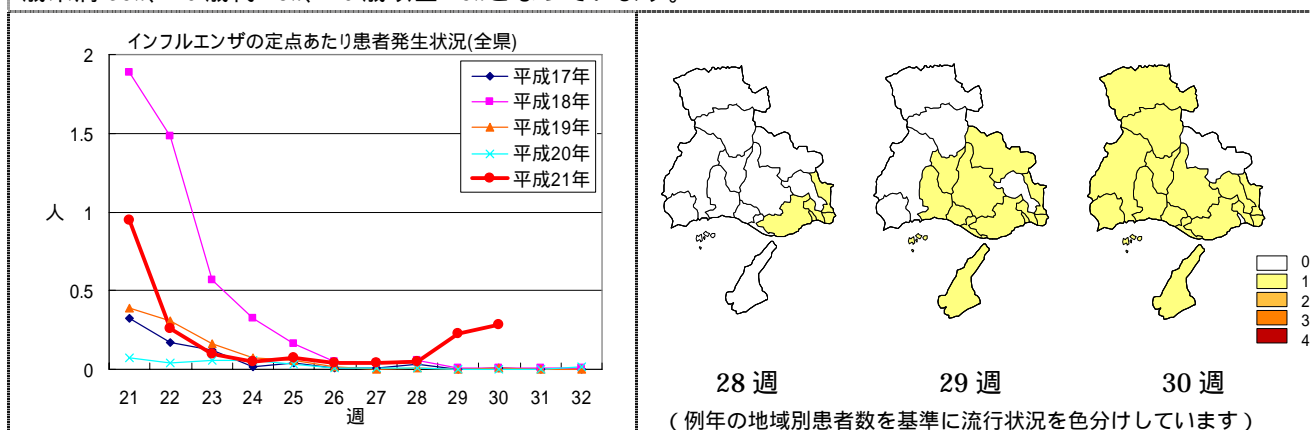 インフルエンザの定点あたり患者発生状況(全県)
2
1.5
1
0.5
0
人
平成17年
平成18年
平成19年
平成20年
平成21年
21 22 23 24 25 26 27 28 29 30 31 32
週
0
1
2
3
4
28 週 29 週 30 週
( 例年の地域別患者数を基準に流行状況を色分けしています )